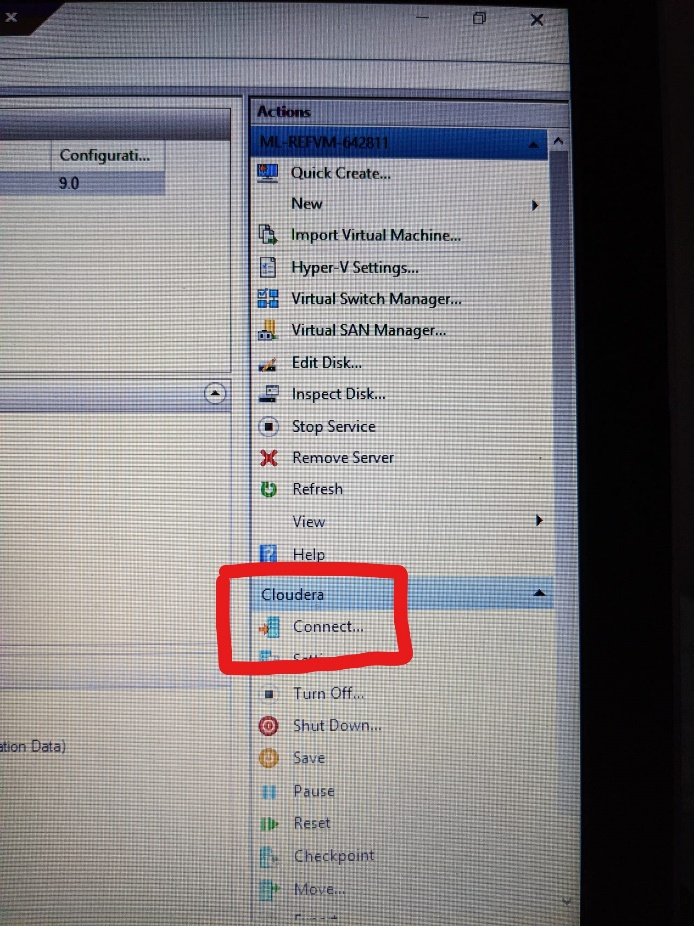 Actions
ML-REFVM-642811
Configurati...
Quick Create...
9.0
New
Import Virtual Machine...
Hyper-V Settings...
Virtual Switch Manager...
Virtual SAN Manager...
Edit Disk...
Inspect Disk...
Stop Service
Remove Server
Refresh
View
Help
Cloudera
Connect...
Turn Off...
Shut Down...
ation Data)
Save
Pause
Reset
Checkpoint
Move...